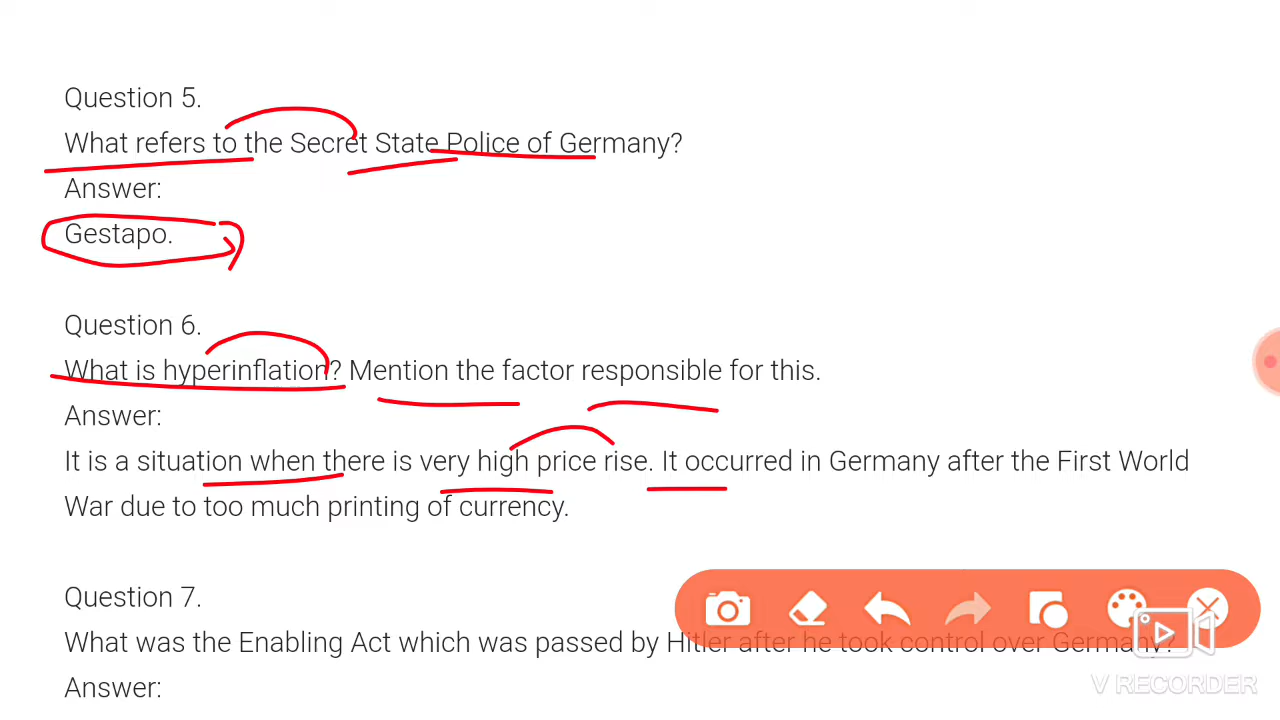 Question 5.
What refers to the Secret State Police of Germany?
Answer:
Gestapo.
Question 6.
What is hyperinflation? Mention the factor responsible for this.
Answer:
It is a situation when there is very high price rise. It occurred in Germany after the First World
War due to too much printing of currency.
Question 7.
What was the Enabling Act which was passed by Hitler after he took control over Germany?
Answer:
V RECORDER